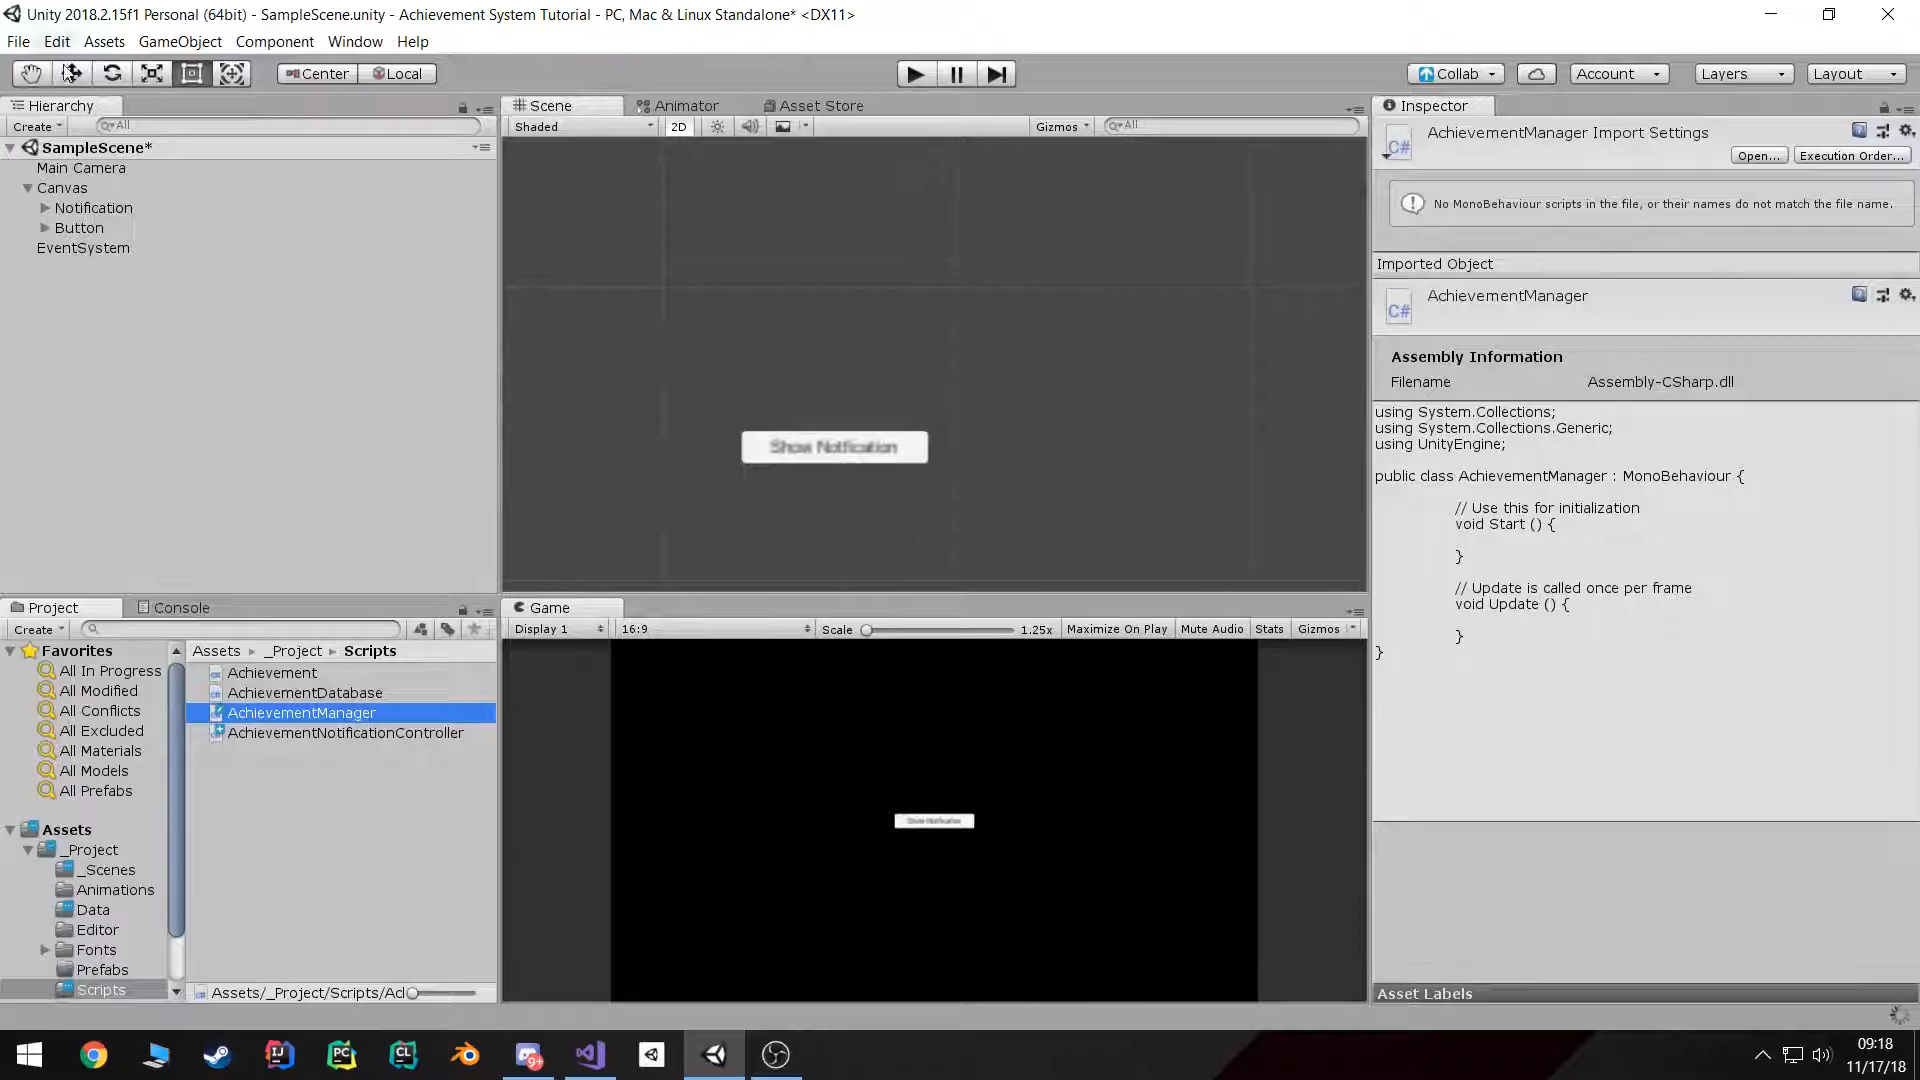 Unity 2018.2.15f1 Personal (64bit) - SampleScene.unity - Achievement System Tutorial - PC, Mac & Linux Standalone* <DX11>
File Edit Assets GameObject Component Window Help
Center Local Collab Account Layers Layout
Hierarchy
Create All
SampleScene*
Main Camera
Canvas
Notification
Button
EventSystem
Scene Animator Asset Store
Shaded 2D Gizmos All
Show Notification
Inspector
AchievementManager Import Settings
Open... Execution Order...
No MonoBehaviour scripts in the file, or their names do not match the file name.
Imported Object
AchievementManager
C#
Assembly Information
Filename Assembly-CSharp.dll
using System.Collections;
using System.Collections.Generic;
using UnityEngine;
public class AchievementManager : MonoBehaviour {
// Use this for initialization
void Start () {
}
// Update is called once per frame
void Update () {
}
}
Asset Labels
Project Console
Create
Favorites
All In Progress
All Modified
All Conflicts
All Excluded
All Materials
All Models
All Prefabs
Assets
_Project
_Scenes
Animations
Data
Editor
Fonts
Prefabs
Scripts
Assets _Project Scripts
Achievement
AchievementDatabase
AchievementManager
AchievementNotificationController
Assets/_Project/Scripts/Acl
Game
Display 1 16:9 Scale 1.25x Maximize On Play Mute Audio Stats Gizmos
Show Notification
09:18
11/17/18